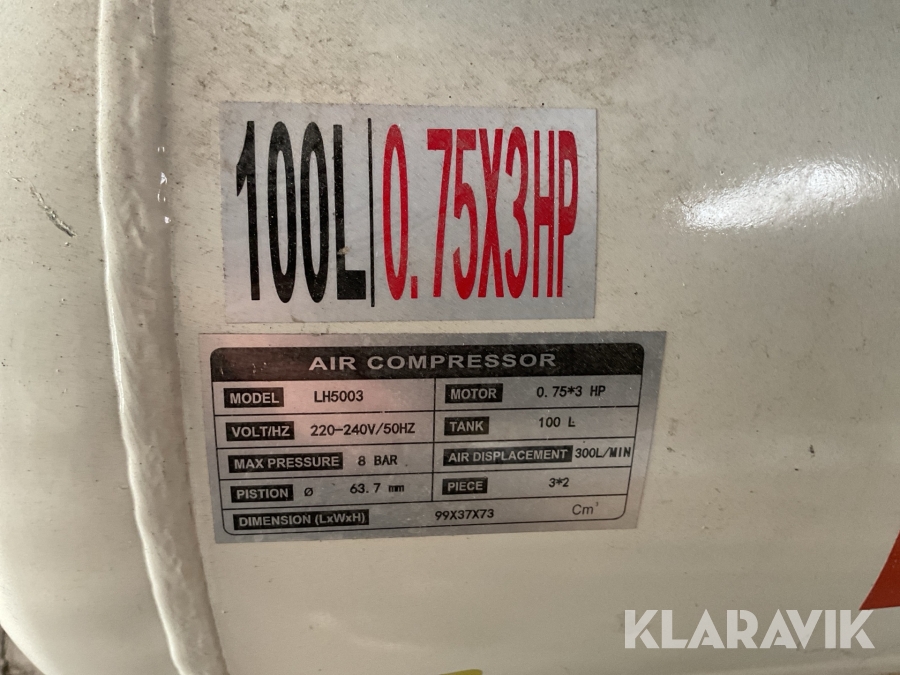 100L 0.75X3HP
AIR COMPRESSOR
MODEL LH5003 MOTOR 0.75*3 HP
VOLT/HZ 220-240V/50HZ TANK 100 L
MAX PRESSURE 8 BAR AIR DISPLACEMENT 300L/MIN
PISTION Ø 63.7 mm PIECE 3*2
DIMENSION (LxWxH) 99X37X73 Cm³
KLARAVIK